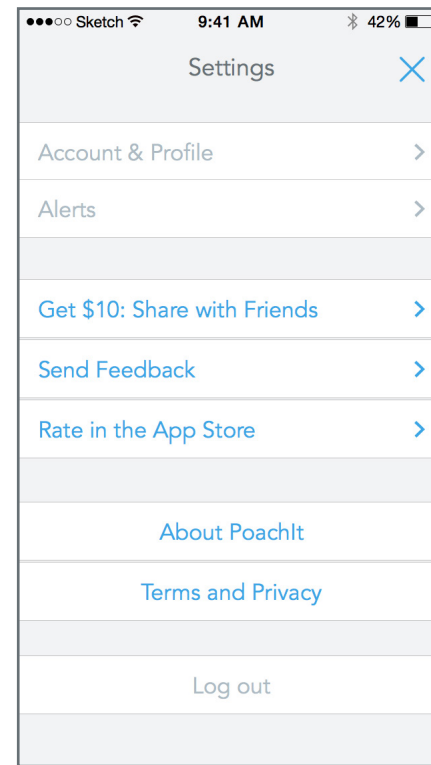 Sketch 9:41 AM 42%
Settings
Account & Profile
Alerts
Get $10: Share with Friends
Send Feedback
Rate in the App Store
About PoachIt
Terms and Privacy
Log out